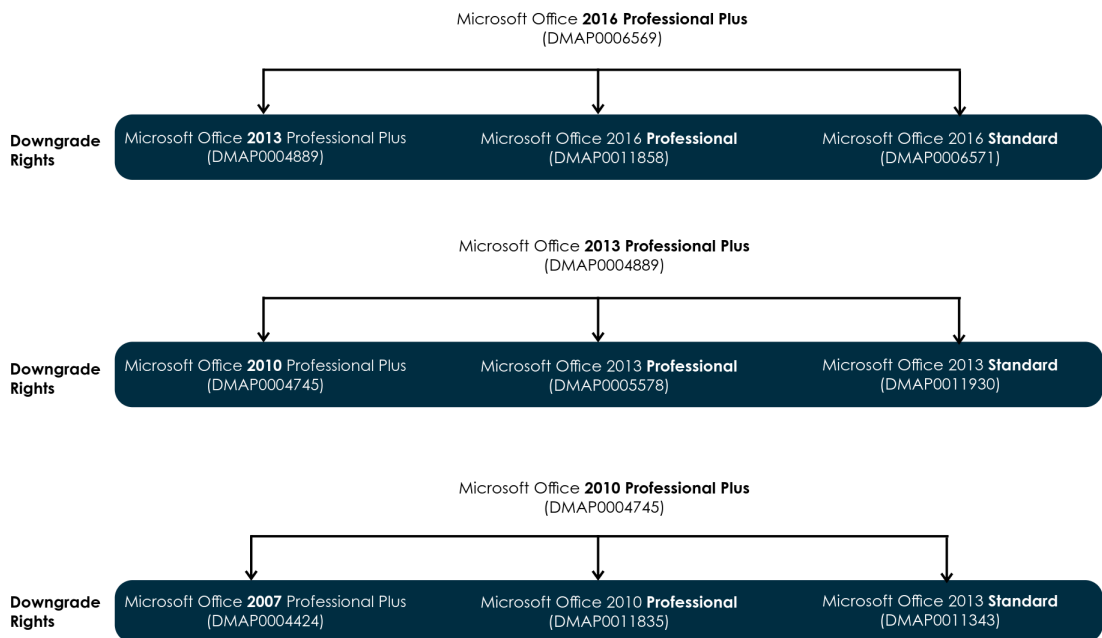 Microsoft Office 2016 Professional Plus
(DMAP0006569)
Downgrade
Rights
Microsoft Office 2013 Professional Plus
(DMAP0004889)
Microsoft Office 2016 Professional
(DMAP0011858)
Microsoft Office 2016 Standard
(DMAP0006571)
Microsoft Office 2013 Professional Plus
(DMAP0004889)
Downgrade
Rights
Microsoft Office 2010 Professional Plus
(DMAP0004745)
Microsoft Office 2013 Professional
(DMAP0005578)
Microsoft Office 2013 Standard
(DMAP0011930)
Microsoft Office 2010 Professional Plus
(DMAP0004745)
Downgrade
Rights
Microsoft Office 2007 Professional Plus
(DMAP0004424)
Microsoft Office 2010 Professional
(DMAP0011835)
Microsoft Office 2013 Standard
(DMAP0011343)